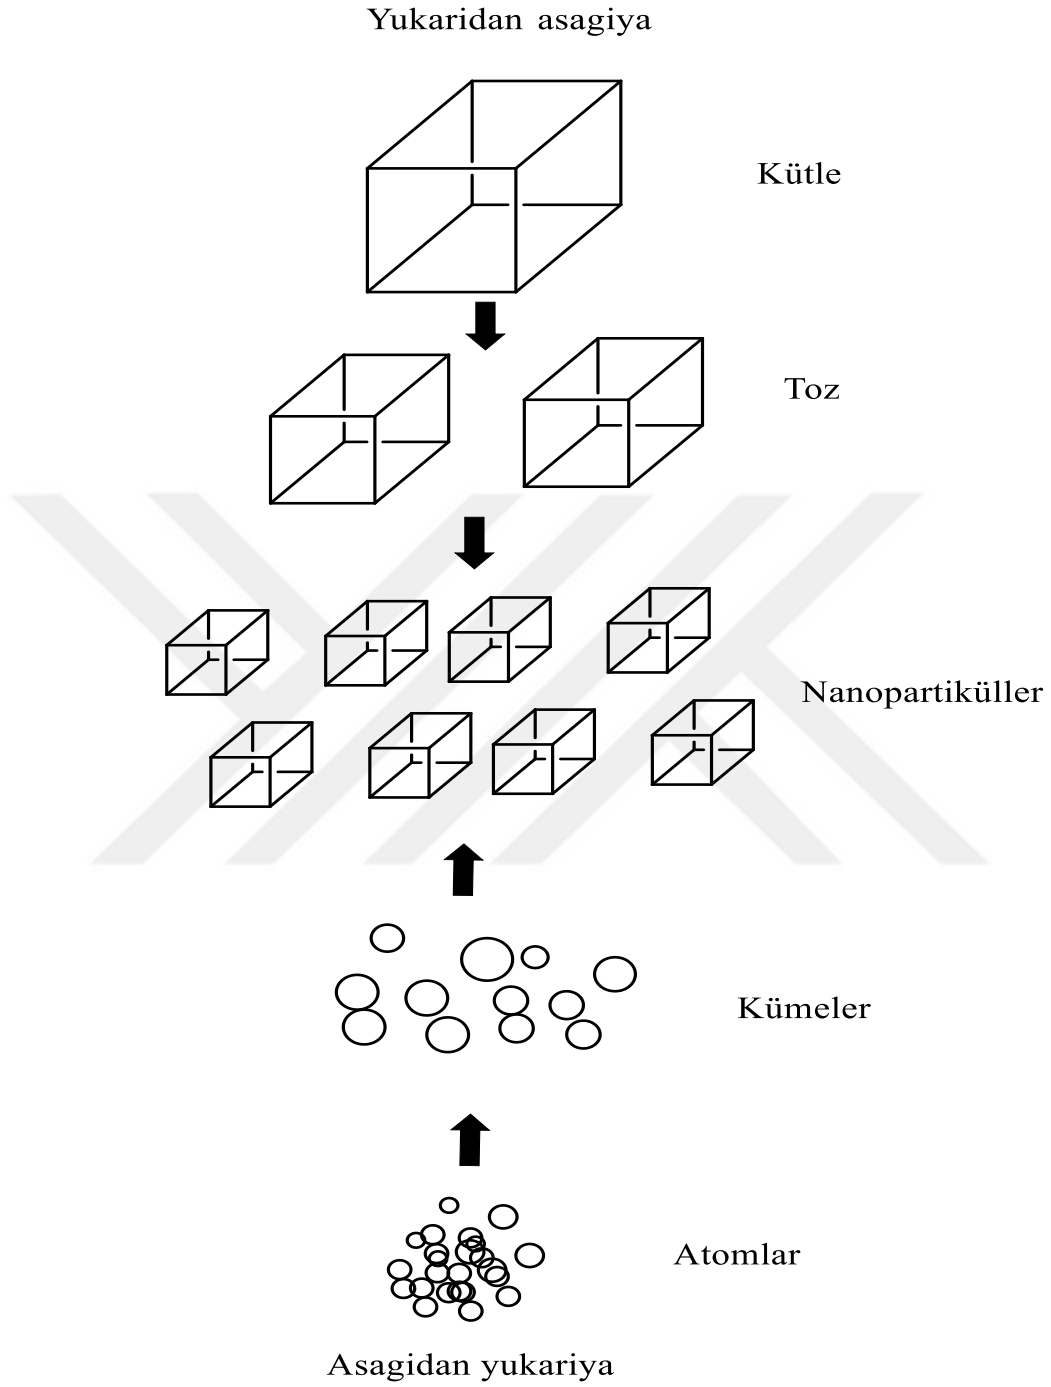 Yukaridan asagiya
Kütle
Toz
Nanopartiküller
Kümeler
Atomlar
Asagidan yukariya